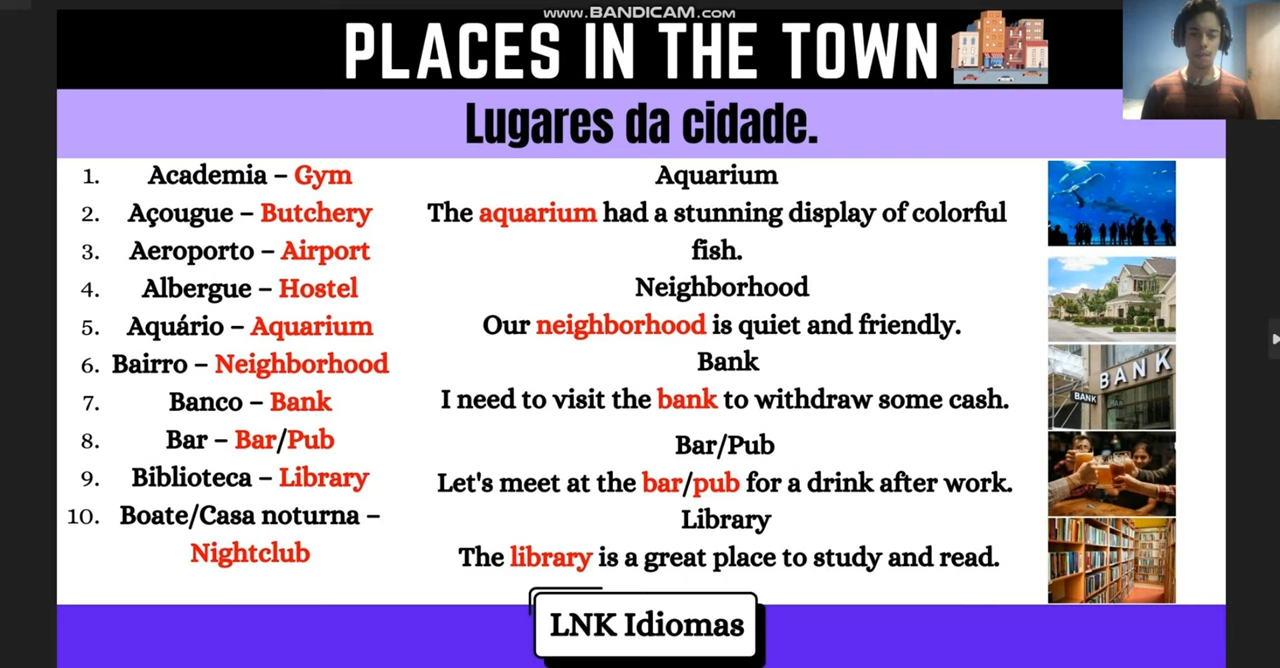 www.BANDICAM.com
PLACES IN THE TOWN
Lugares da cidade.
1. Academia – Gym
2. Açougue – Butchery
3. Aeroporto – Airport
4. Albergue – Hostel
5. Aquário – Aquarium
6. Bairro – Neighborhood
7. Banco – Bank
8. Bar – Bar/Pub
9. Biblioteca – Library
10. Boate/Casa noturna –
Nightclub
Aquarium
The aquarium had a stunning display of colorful
fish.
Neighborhood
Our neighborhood is quiet and friendly.
Bank
I need to visit the bank to withdraw some cash.
Bar/Pub
Let's meet at the bar/pub for a drink after work.
Library
The library is a great place to study and read.
BANK
BANK
LNK Idiomas